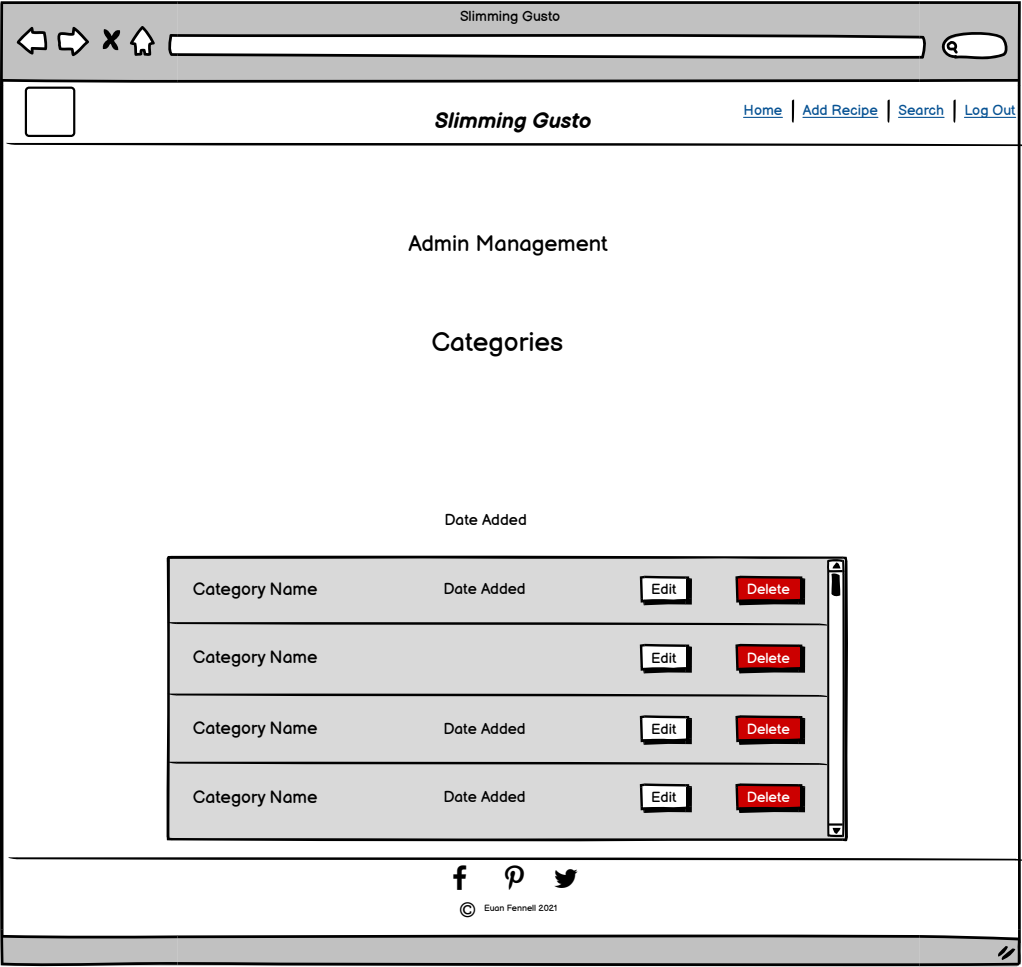 Slimming Gusto
Slimming Gusto
Home Add Recipe Search Log Out
Admin Management
Categories
Date Added
Category Name Date Added Edit Delete
Category Name Edit Delete
Category Name Date Added Edit Delete
Category Name Date Added Edit Delete
© Euan Fennell 2021